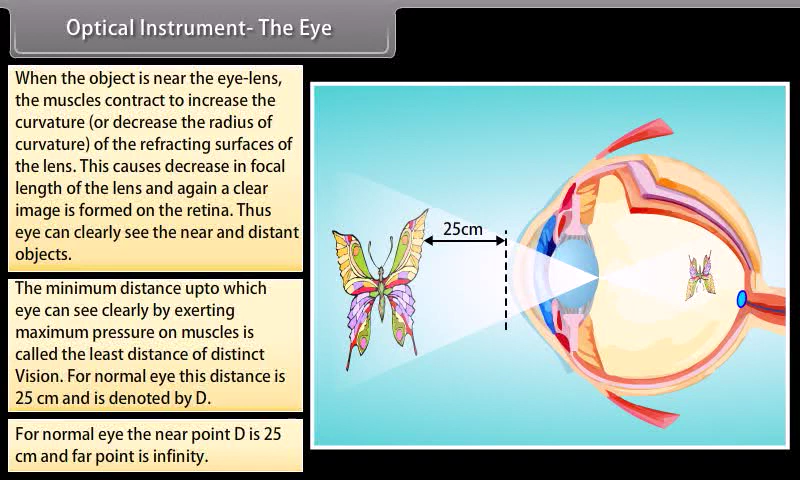 Optical Instrument- The Eye
When the object is near the eye-lens,
the muscles contract to increase the
curvature (or decrease the radius of
curvature) of the refracting surfaces of
the lens. This causes decrease in focal
length of the lens and again a clear
image is formed on the retina. Thus
eye can clearly see the near and distant
objects.
The minimum distance upto which
eye can see clearly by exerting
maximum pressure on muscles is
called the least distance of distinct
Vision. For normal eye this distance is
25 cm and is denoted by D.
For normal eye the near point D is 25
cm and far point is infinity.
25cm